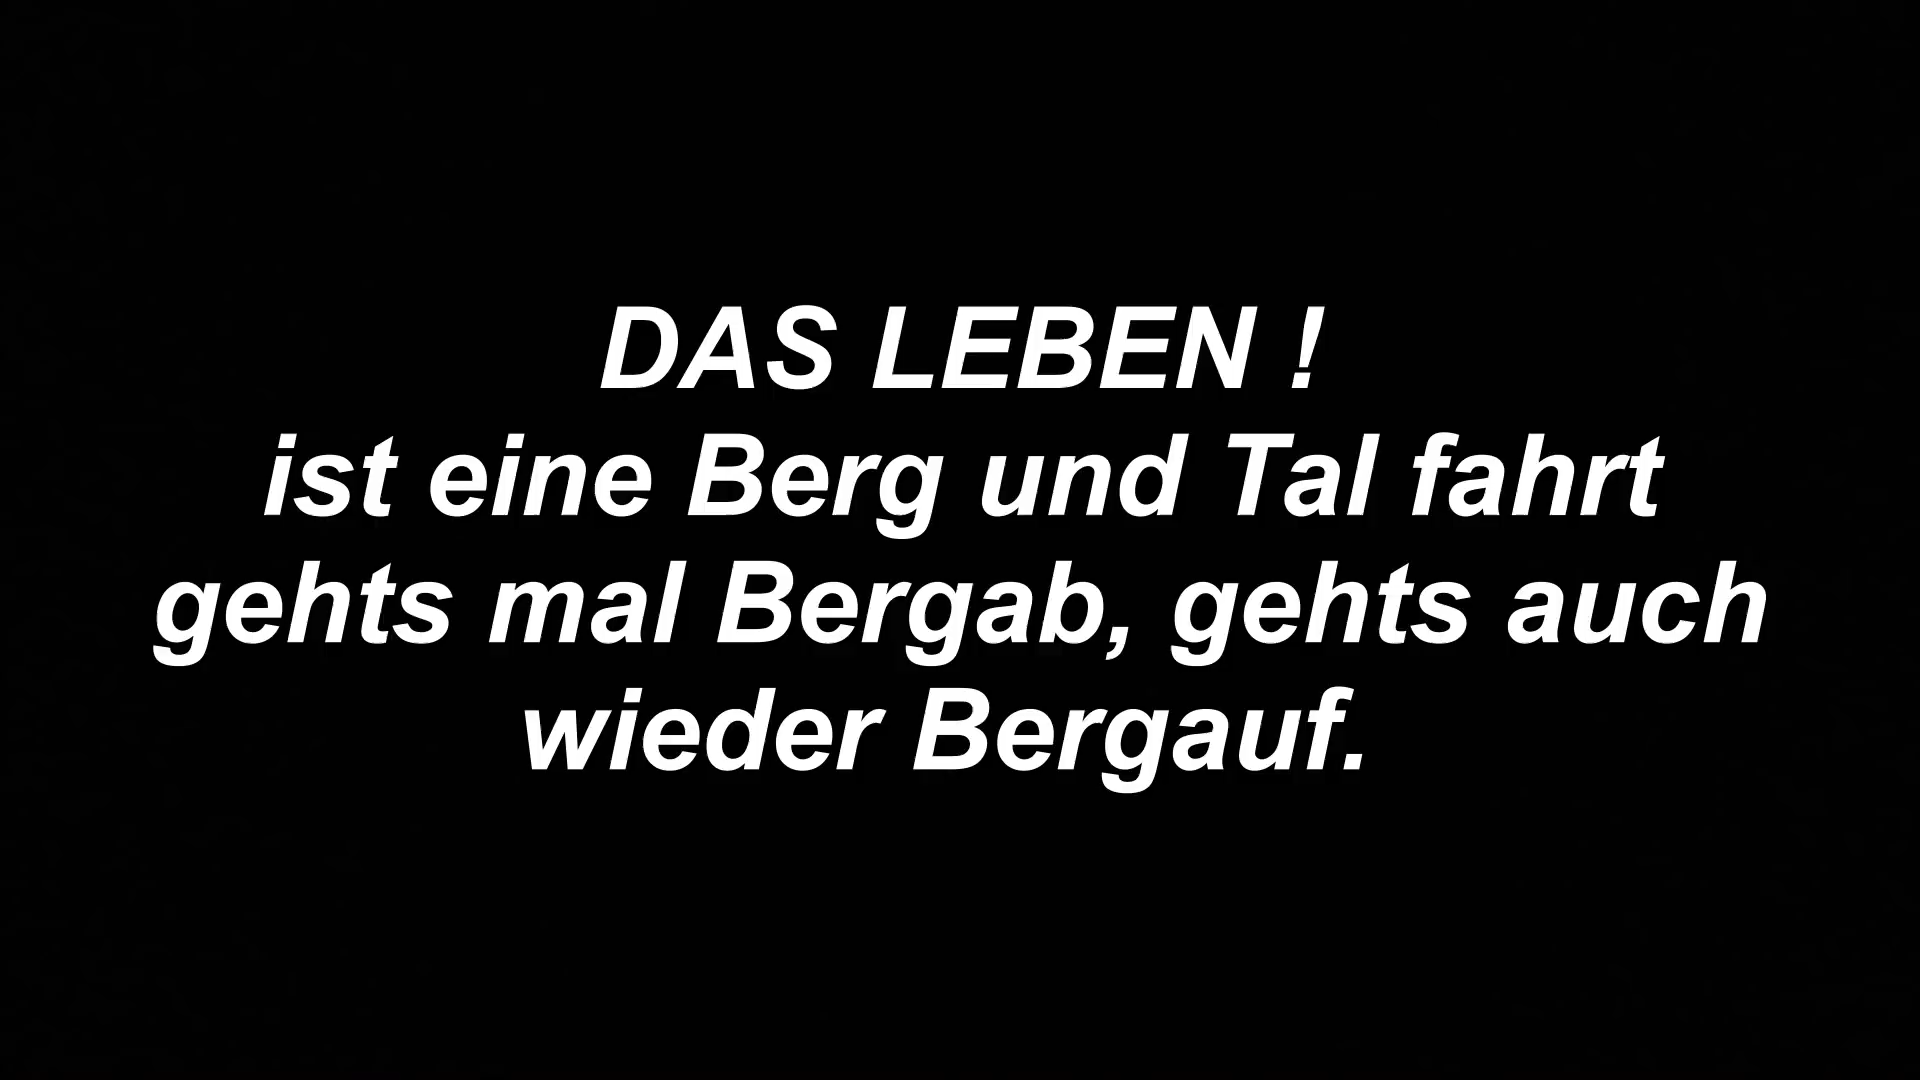 DAS LEBEN !
ist eine Berg und Tal fahrt
gehts mal Bergab, gehts auch
wieder Bergauf.